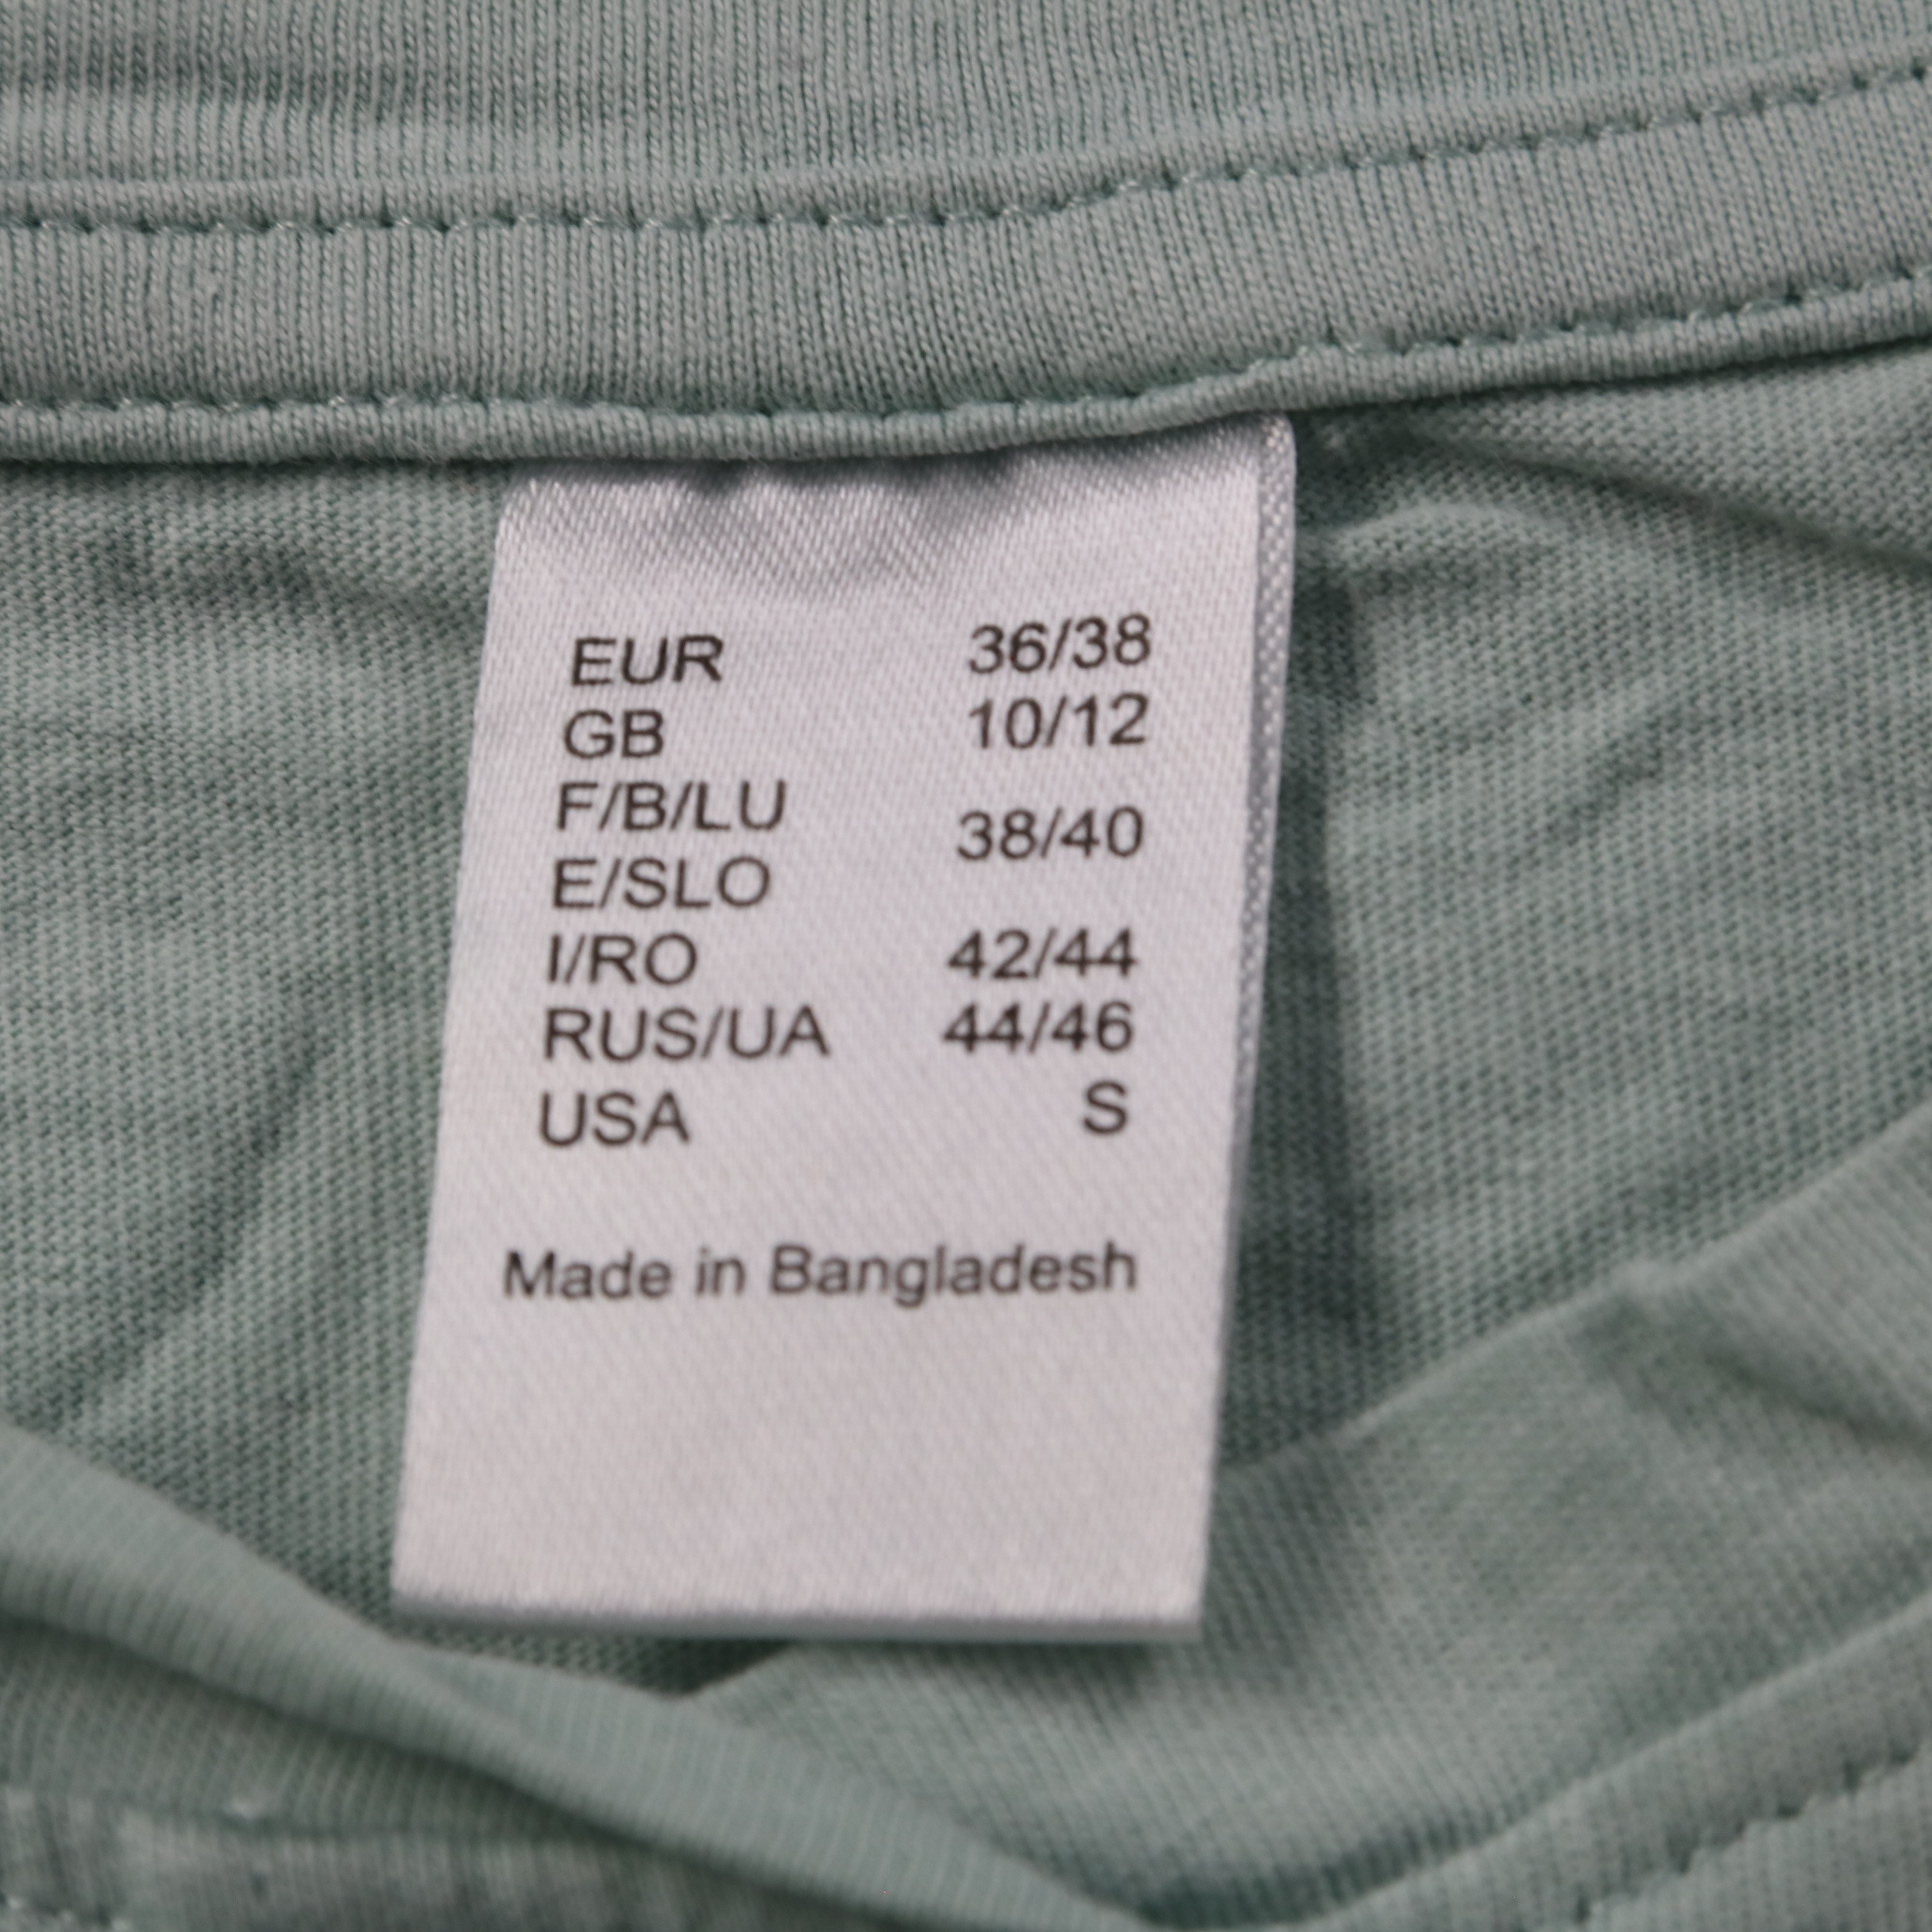 EUR 36/38
GB 10/12
F/B/LU
38/40
E/SLO
I/RO 42/44
RUS/UA 44/46
USA S
Made in Bangladesh